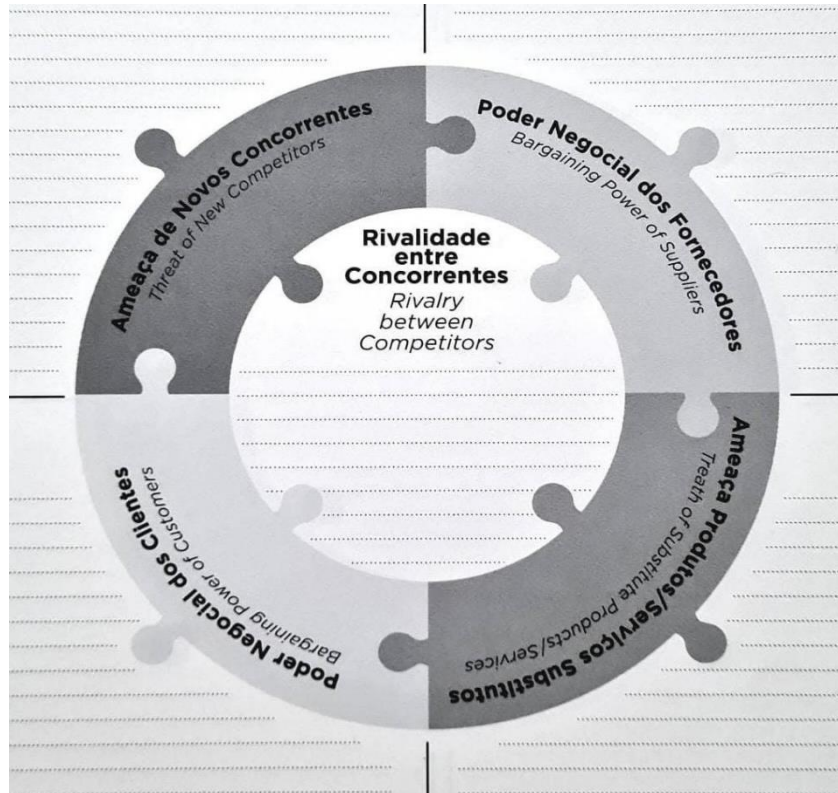 Ameaça de Novos Concorrentes
Threat of New Competitors
Poder Negocial dos Fornecedores
Bargaining Power of Suppliers
Rivalidade
entre
Concorrentes
Rivalry
between
Competitors
Poder Negocial dos Clientes
Bargaining Power of Customers
Ameaça Produtos/Serviços Substitutos
Treath of Substitute Products/Services